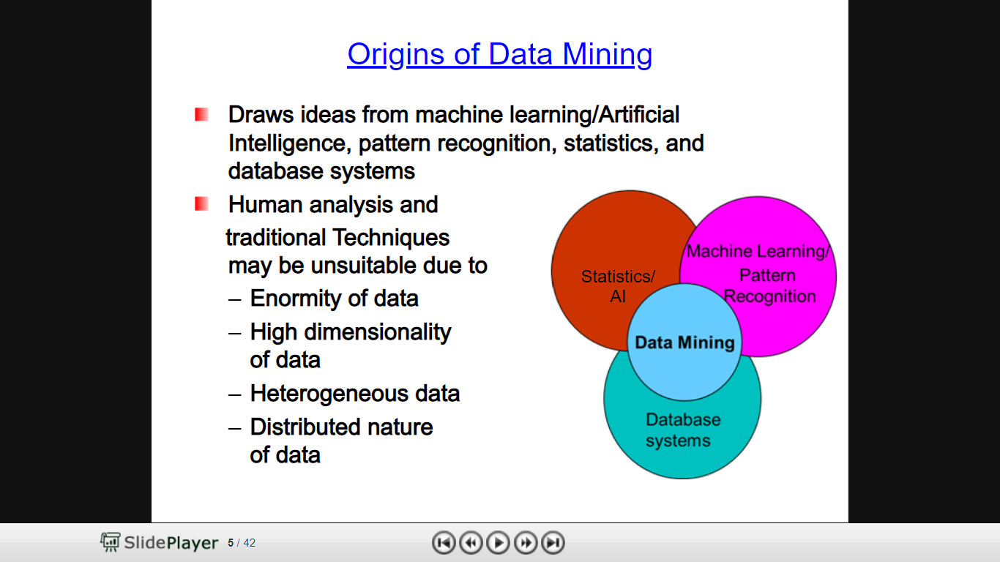 Origins of Data Mining
Draws ideas from machine learning/Artificial
Intelligence, pattern recognition, statistics, and
database systems
Human analysis and
traditional Techniques
may be unsuitable due to
– Enormity of data
– High dimensionality
of data
– Heterogeneous data
– Distributed nature
of data
Statistics/
AI
Machine Learning/
Pattern
Recognition
Data Mining
Database
systems
SlidePlayer 5 / 42